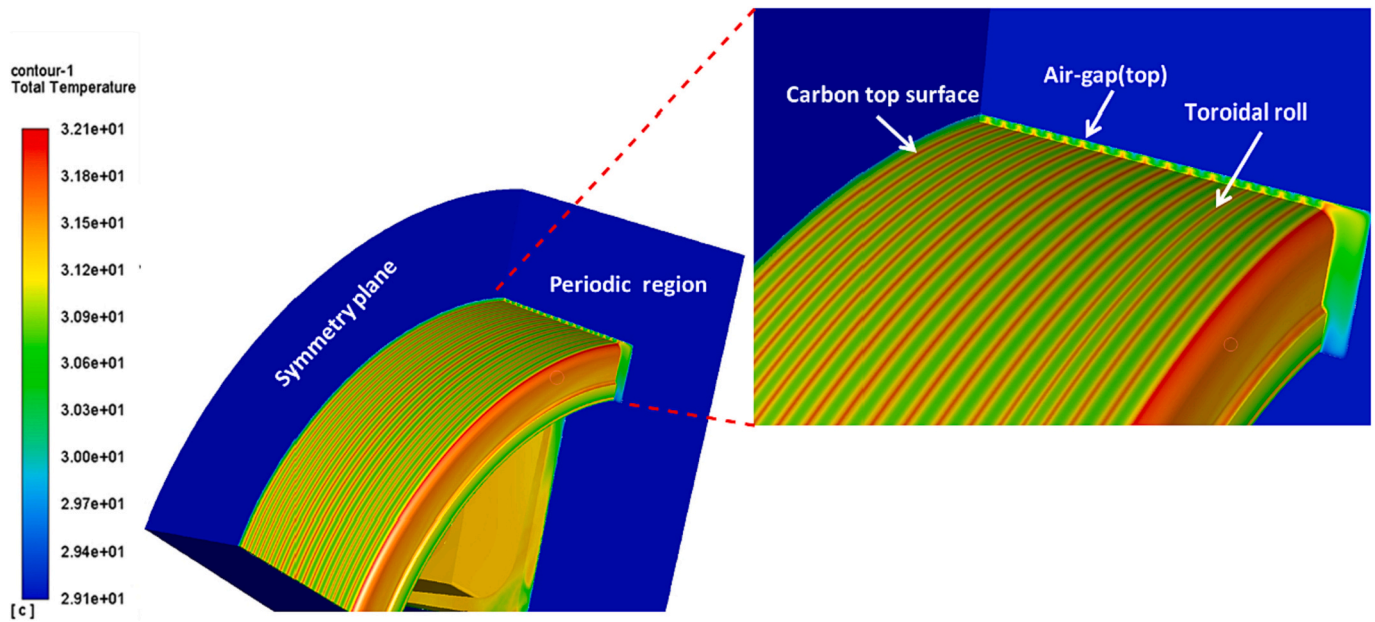 contour-1
Total Temperature
3.21e+01
3.18e+01
3.15e+01
3.12e+01
3.09e+01
3.06e+01
3.03e+01
3.00e+01
2.97e+01
2.94e+01
2.91e+01
[c]
Symmetry plane
Periodic region
Carbon top surface
Air-gap(top)
Toroidal roll